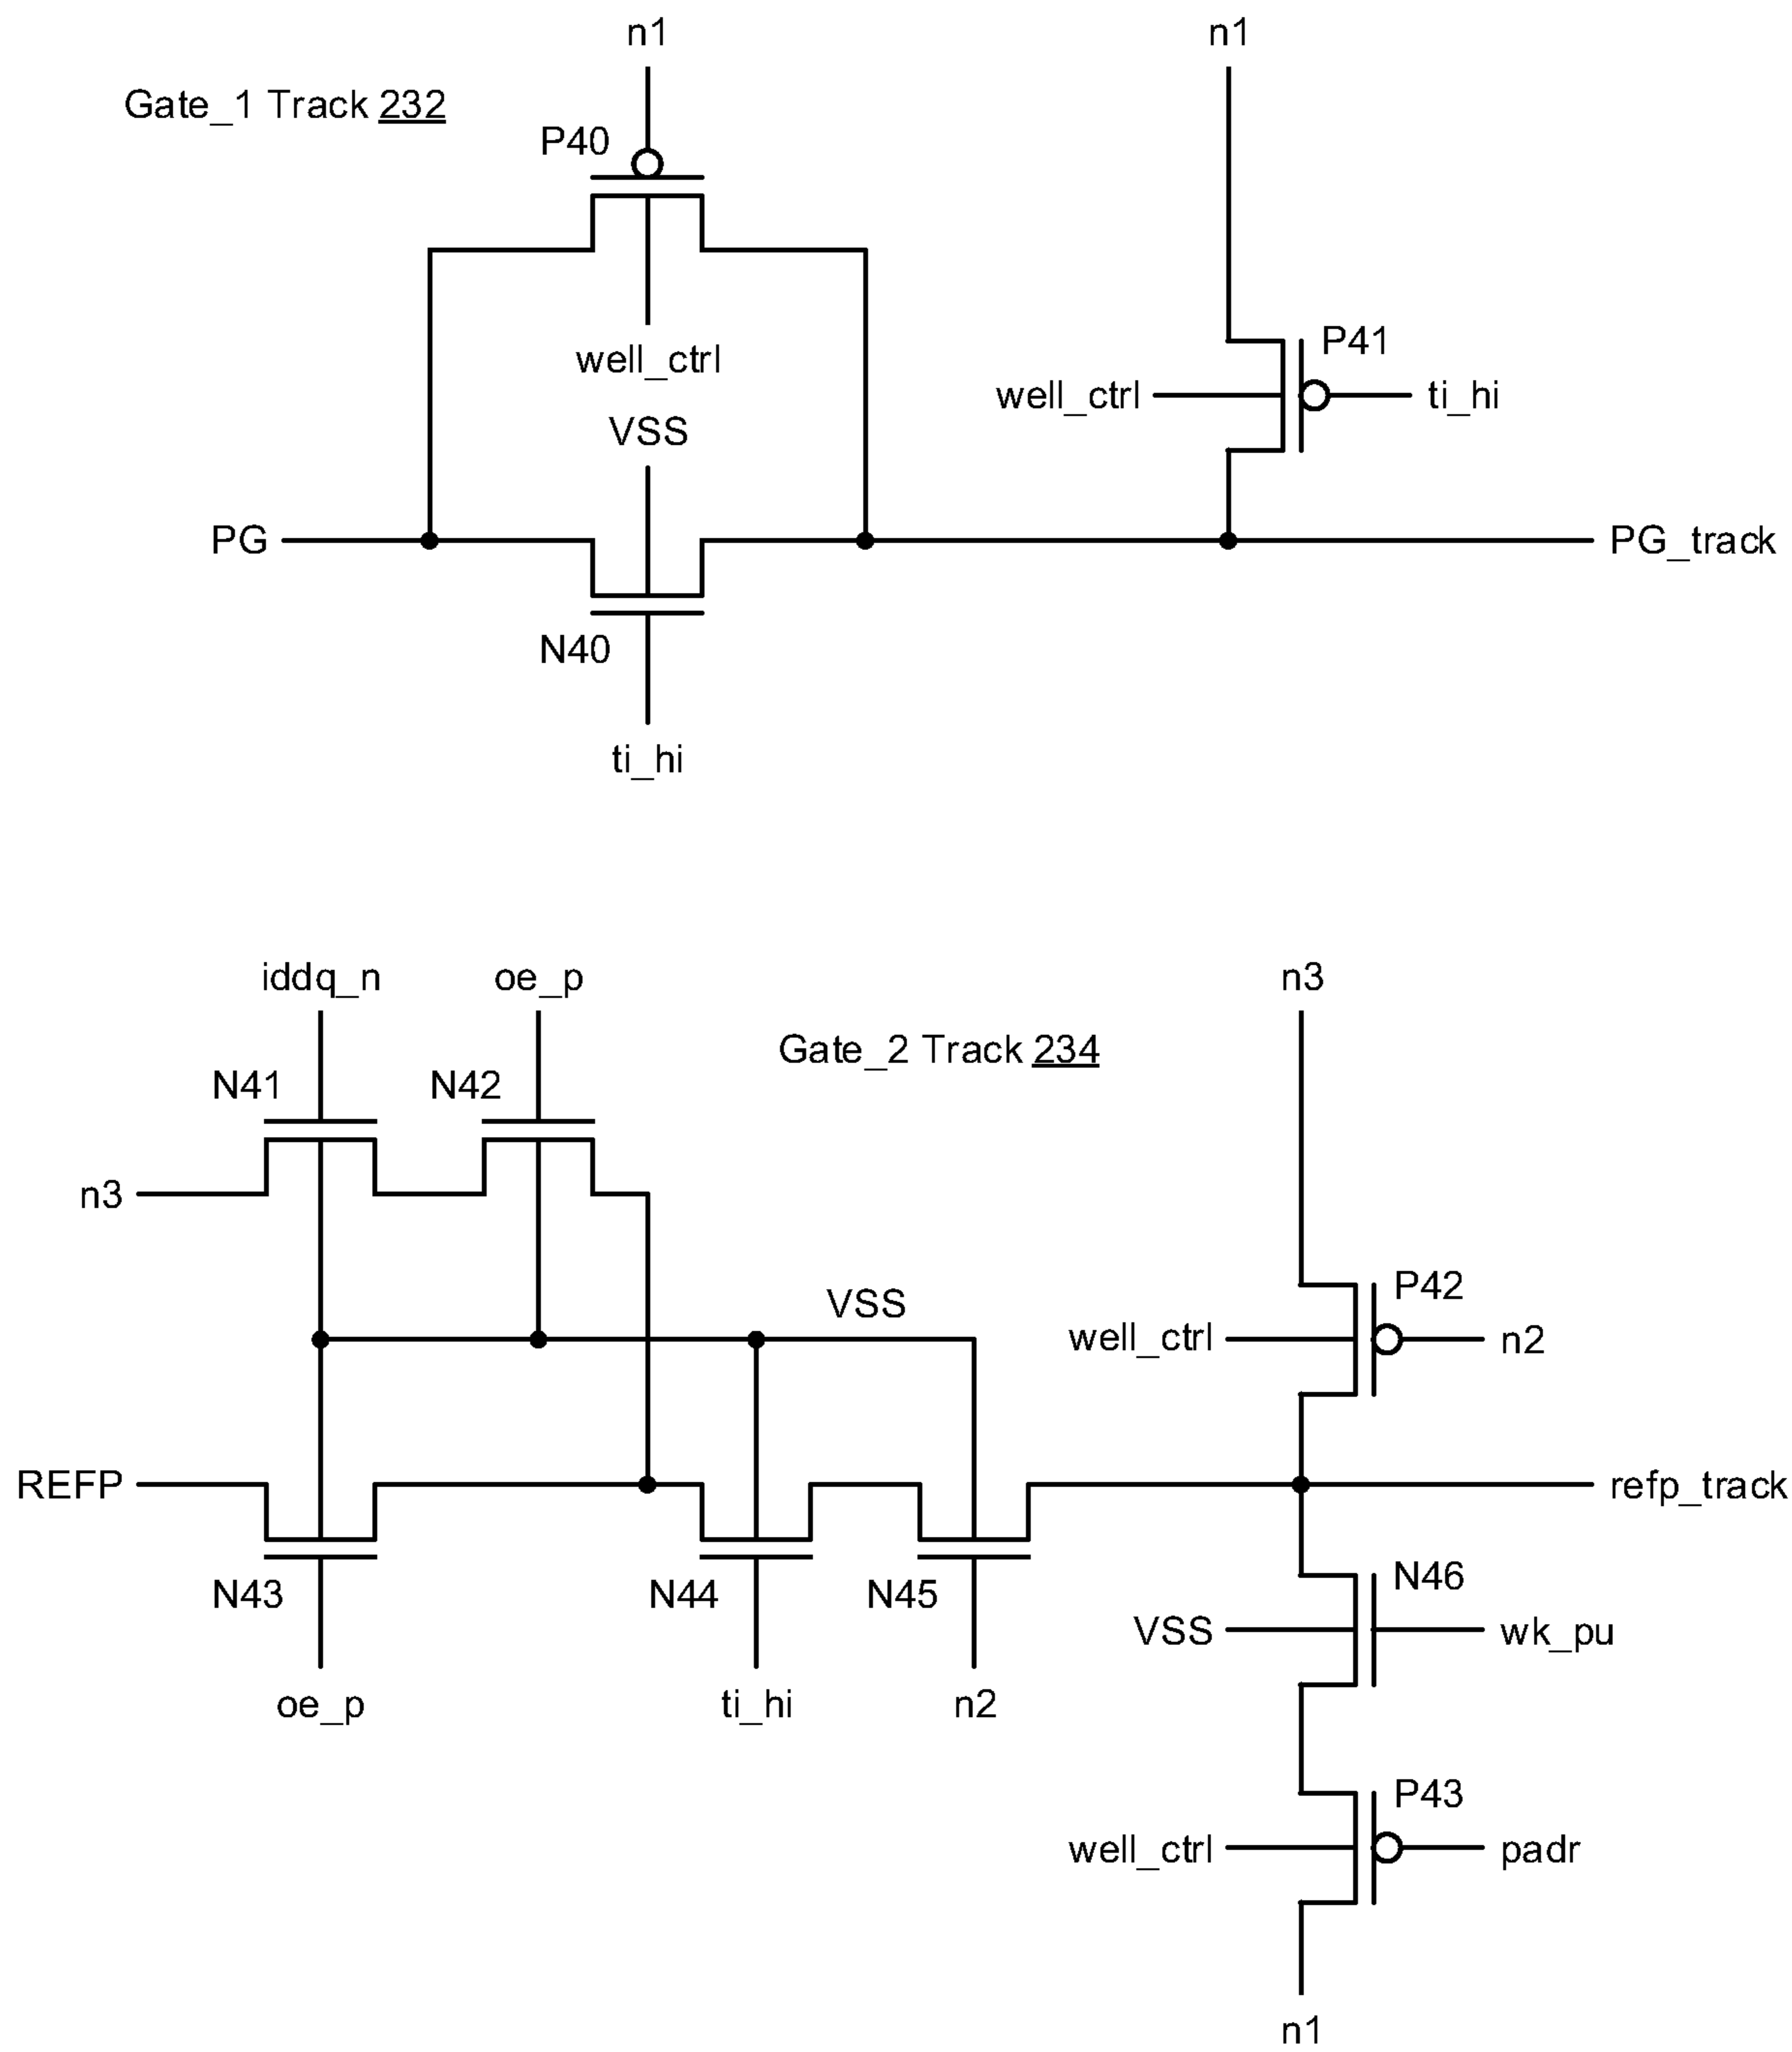 n1
n1
Gate_1 Track 232
P40
P41
well_ctrl
well_ctrl
ti_hi
VSS
PG
PG_track
N40
ti_hi
iddq_n
oe_p
n3
Gate_2 Track 234
N41
N42
n3
VSS
P42
well_ctrl
n2
REFP
refp_track
N43
N44
N45
N46
VSS
wk_pu
oe_p
ti_hi
n2
P43
well_ctrl
padr
n1